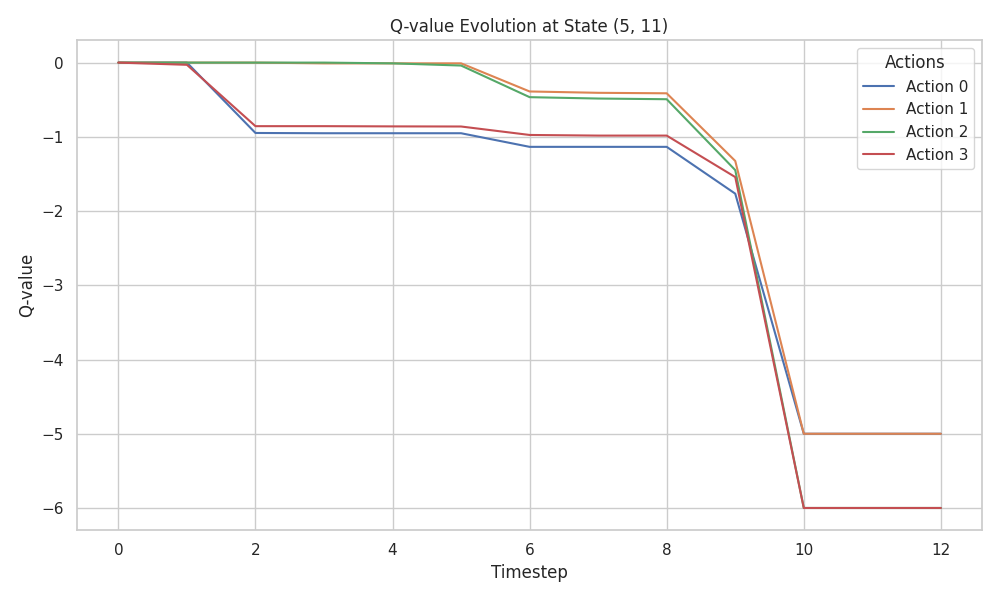 Q-value Evolution at State (5, 11)
Actions
Action 0
Action 1
Action 2
Action 3
Q-value
0
−1
−2
−3
−4
−5
−6
0 2 4 6 8 10 12
Timestep